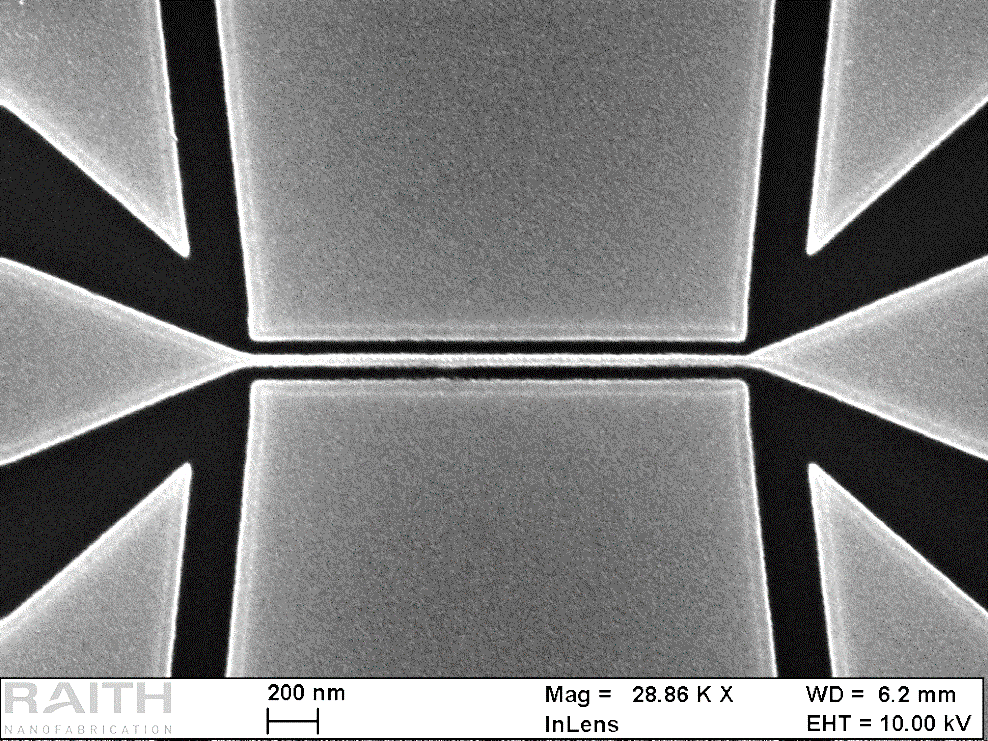 RAITH
NANOFABRICATION
200 nm
Mag = 28.86 K X
InLens
WD = 6.2 mm
EHT = 10.00 kV